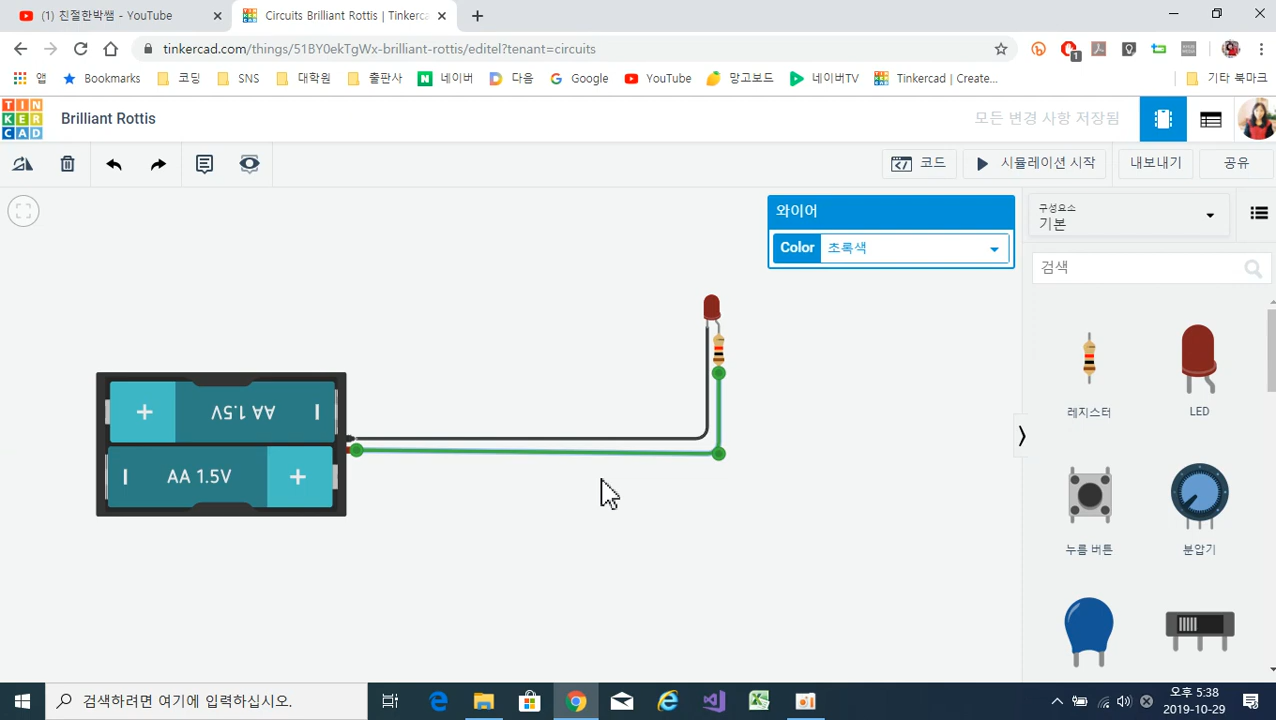 (1) 친절한박쌤 - YouTube
Circuits Brilliant Rottis | Tinkerca
tinkercad.com/things/51BY0ekTgWx-brilliant-rottis/editel?tenant=circuits
1
앱
Bookmarks
코딩
SNS
대학원
출판사
네이버
다음
Google
YouTube
망고보드
네이버TV
Tinkercad | Create...
기타 북마크
TIN
KER
CAD
Brilliant Rottis
모든 변경 사항 저장됨
코드
시뮬레이션 시작
내보내기
공유
와이어
Color
초록색
구성요소
기본
검색
레지스터
LED
누름 버튼
분압기
+ AA 1.5V
AA 1.5V +
검색하려면 여기에 입력하십시오.
오후 5:38
2019-10-29